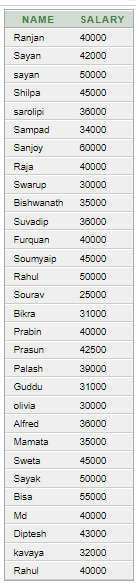 NAME SALARY
Ranjan 40000
Sayan 42000
sayan 50000
Shilpa 45000
sarolipi 36000
Sampad 34000
Sanjoy 60000
Raja 40000
Swarup 30000
Bishwanath 35000
Suvadip 36000
Furquan 40000
Soumyaip 45000
Rahul 50000
Sourav 25000
Bikra 31000
Prabin 40000
Prasun 42500
Palash 39000
Guddu 31000
olivia 30000
Alfred 36000
Mamata 35000
Sweta 45000
Sayak 50000
Bisa 55000
Md 40000
Diptesh 43000
kavaya 32000
Rahul 40000